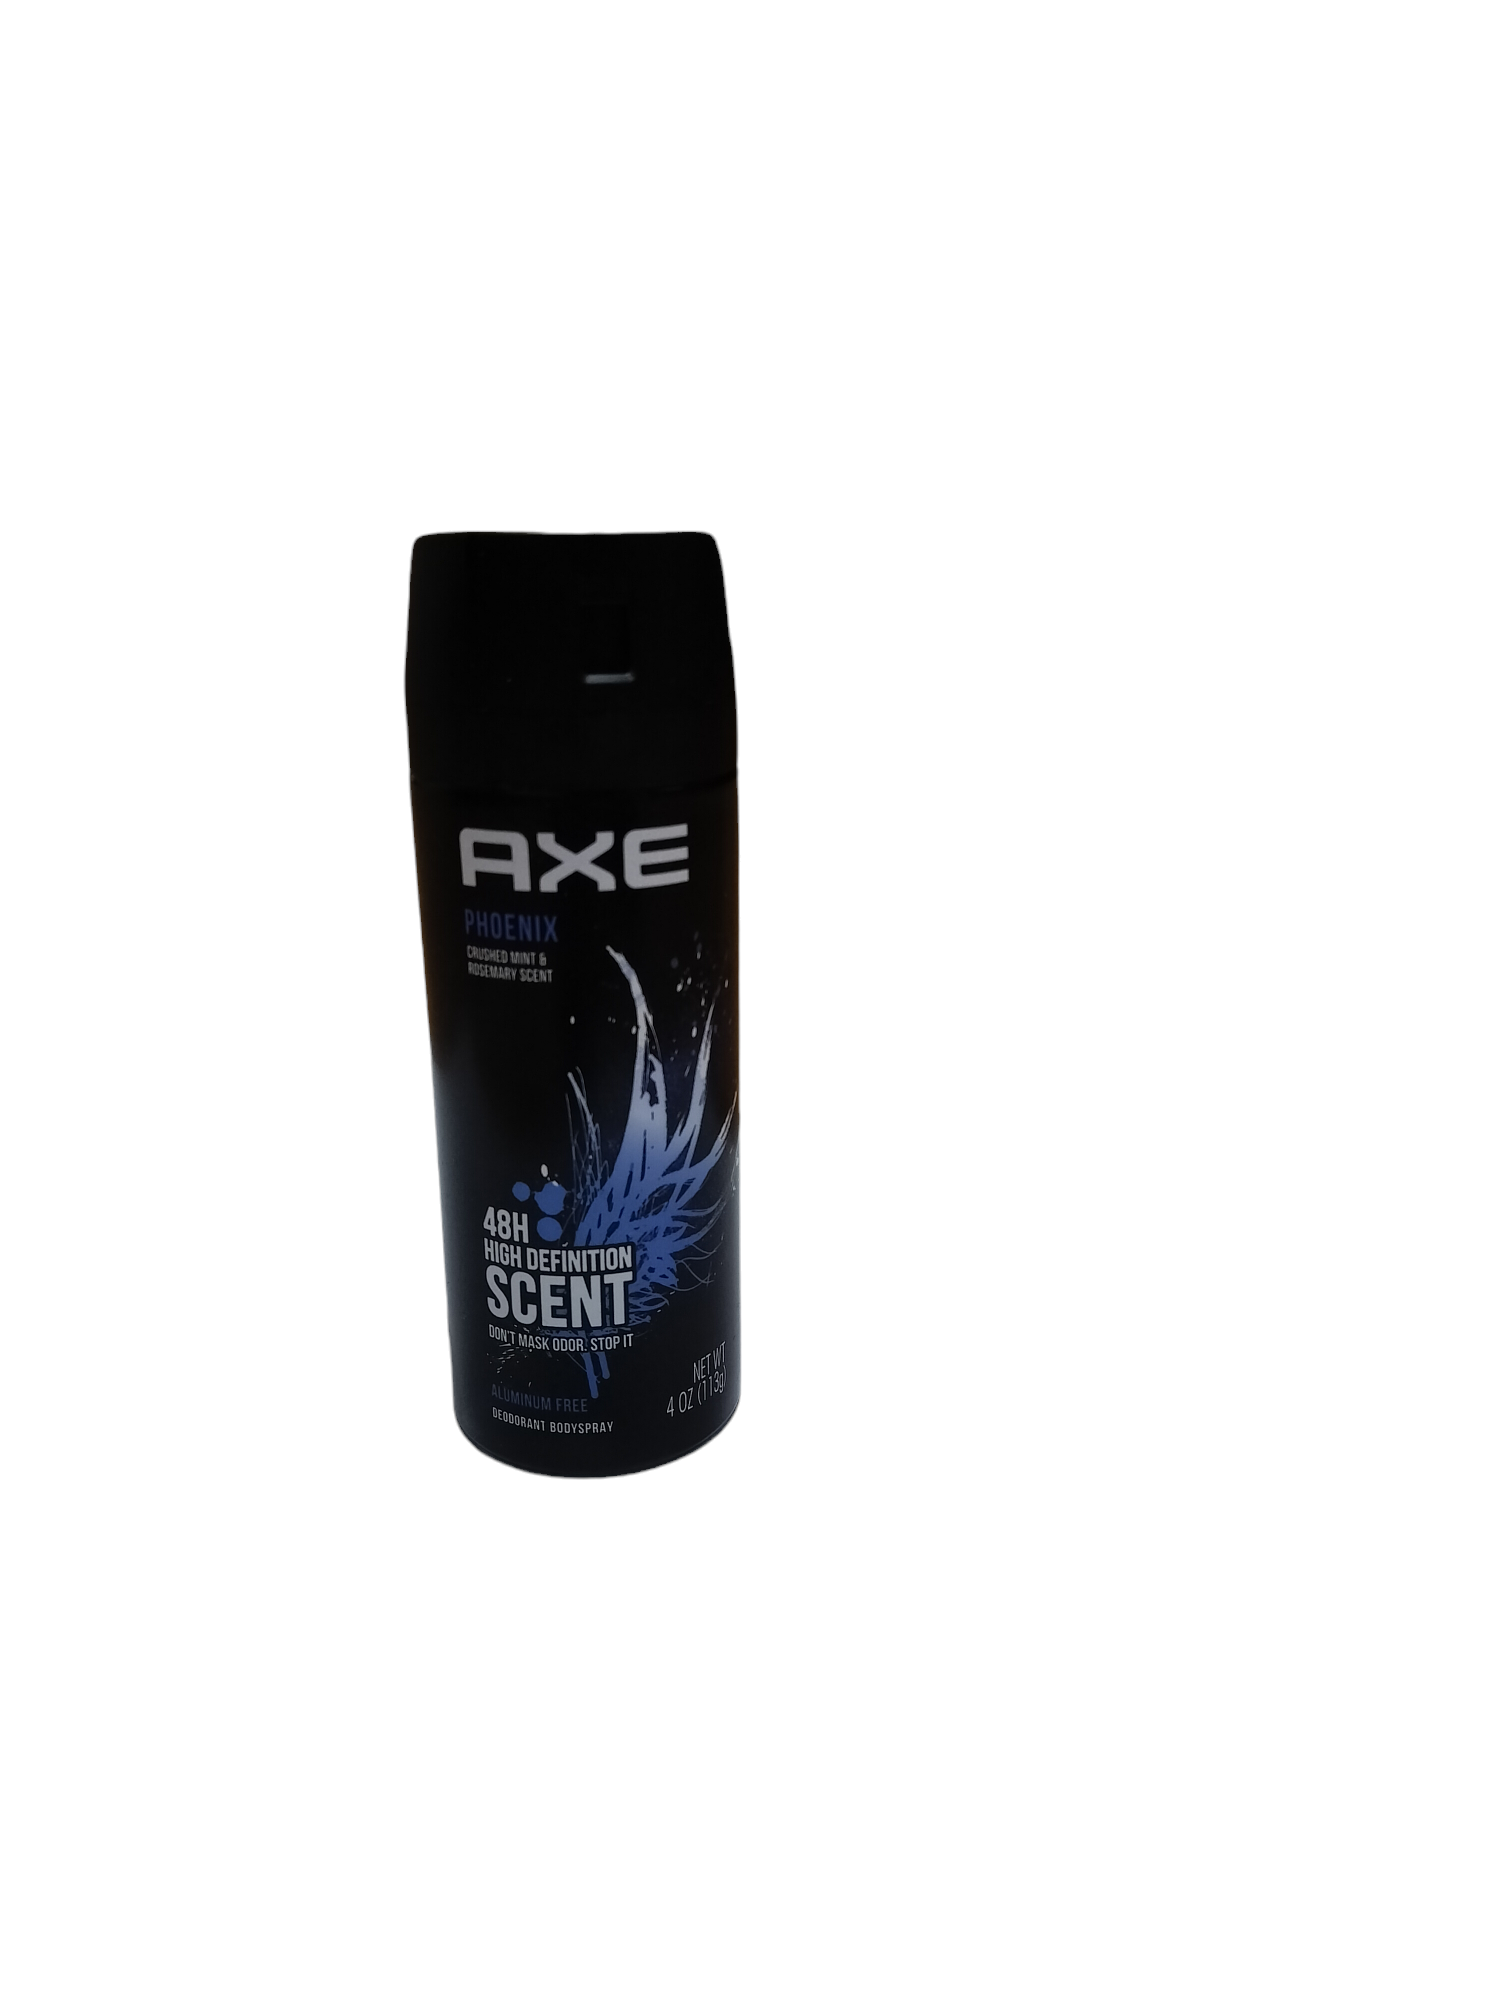 AXE
PHOENIX
CRUSHED MINT &
ROSEMARY SCENT
48H
HIGH DEFINITION
SCENT
DON'T MASK ODOR. STOP IT
ALUMINUM FREE
DEODORANT BODYSPRAY
NET WT
4 OZ (113g)